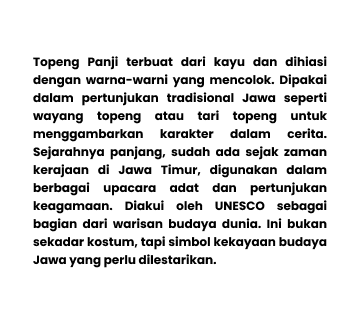 Topeng Panji terbuat dari kayu dan dihiasi
dengan warna-warni yang mencolok. Dipakai
dalam pertunjukan tradisional Jawa seperti
wayang topeng atau tari topeng untuk
menggambarkan karakter dalam cerita.
Sejarahnya panjang, sudah ada sejak zaman
kerajaan di Jawa Timur, digunakan dalam
berbagai upacara adat dan pertunjukan
keagamaan. Diakui oleh UNESCO sebagai
bagian dari warisan budaya dunia. Ini bukan
sekadar kostum, tapi simbol kekayaan budaya
Jawa yang perlu dilestarikan.